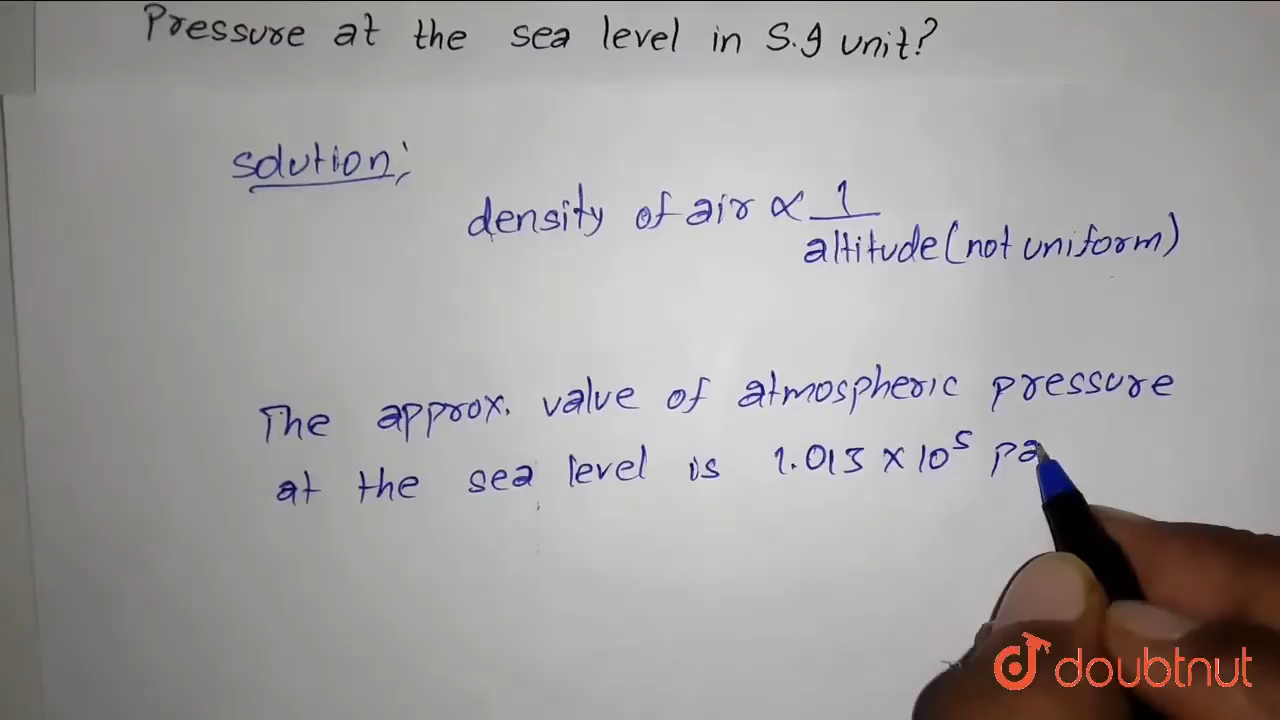 Pressure at the sea level in S.I unit?
Solution;
density of air ∝ 1
altitude (not uniform)
The approx. value of atmospheric pressure
at the sea level is 1.013 × 10⁵ pa
doubtnut